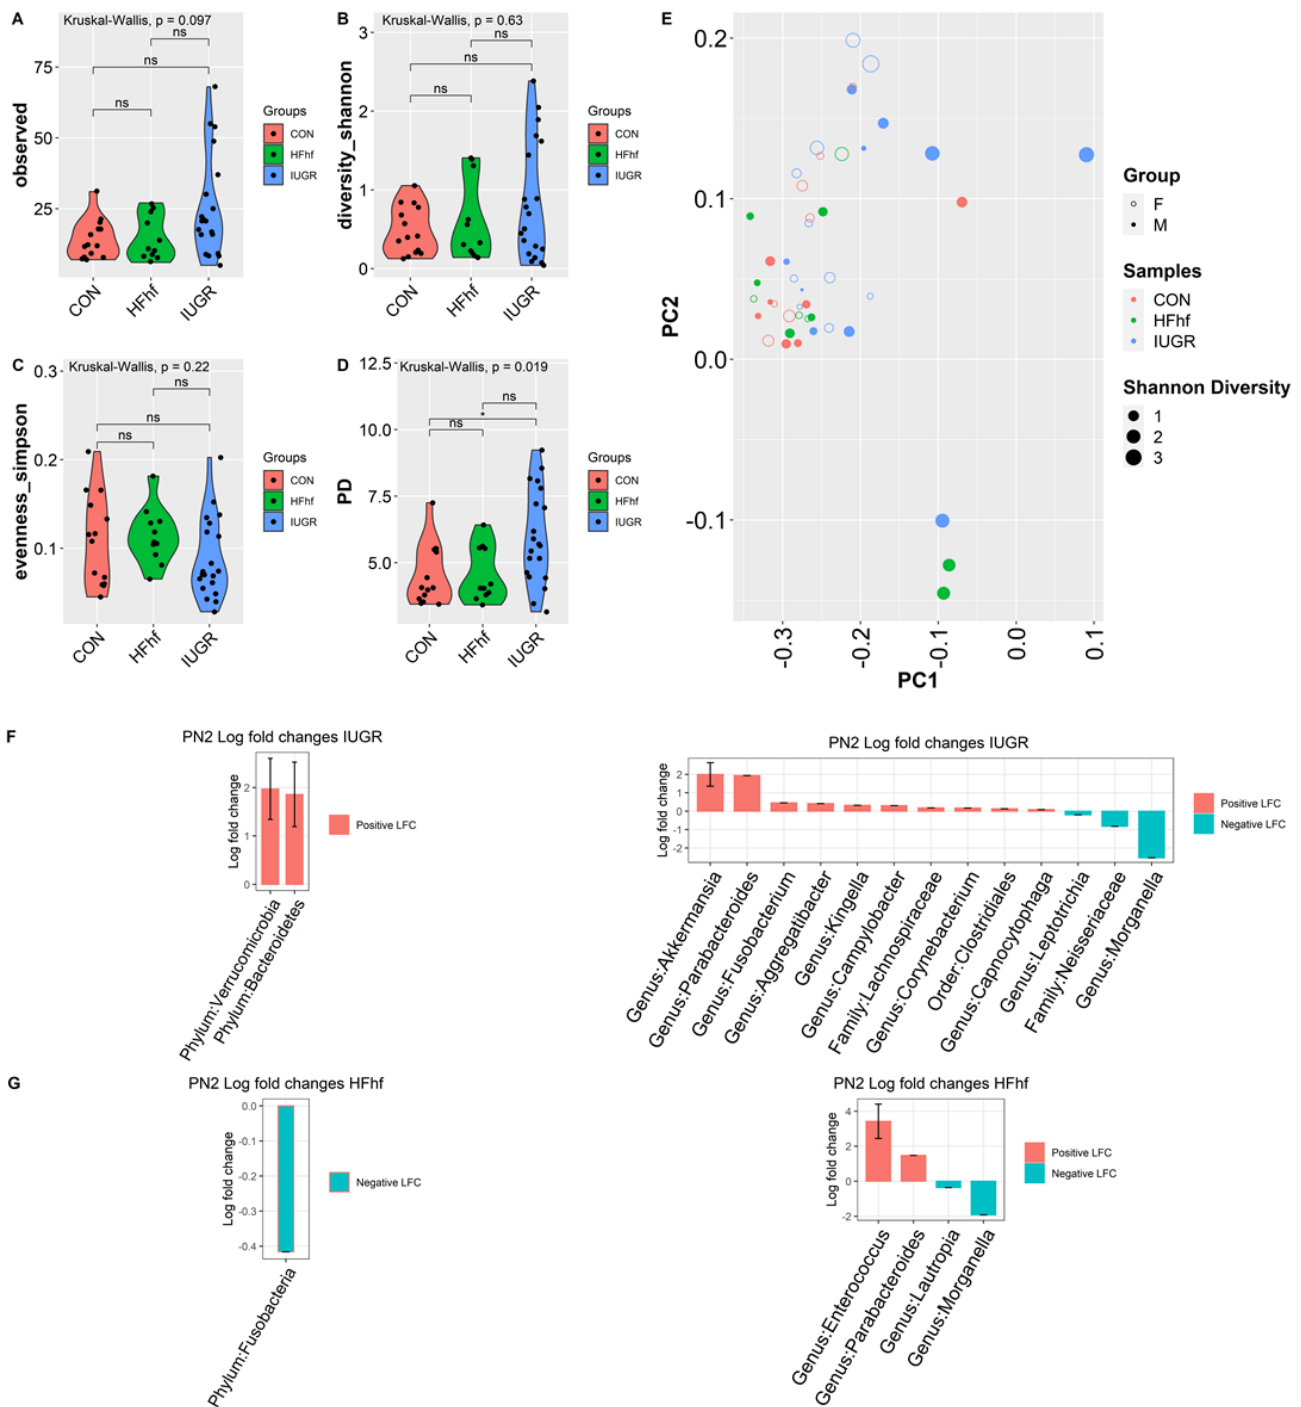 A
Kruskal-Wallis, p = 0.097
ns
ns
ns
75
50
25
observed
CON
HFhf
IUGR
Groups
CON
HFhf
IUGR
B
Kruskal-Wallis, p = 0.63
ns
ns
ns
3
2
1
0
diversity_shannon
CON
HFhf
IUGR
Groups
CON
HFhf
IUGR
C
Kruskal-Wallis, p = 0.22
ns
ns
ns
0.3
0.2
0.1
evenness_simpson
CON
HFhf
IUGR
Groups
CON
HFhf
IUGR
D
Kruskal-Wallis, p = 0.019
ns
*
ns
12.5
10.0
7.5
5.0
PD
CON
HFhf
IUGR
Groups
CON
HFhf
IUGR
E
0.2
0.1
0.0
-0.1
PC2
-0.3
-0.2
-0.1
0.0
0.1
PC1
Group
F
M
Samples
CON
HFhf
IUGR
Shannon Diversity
1
2
3
F
PN2 Log fold changes IUGR
Log fold change
2
1
0
Phylum:Verrucomicrobia
Phylum:Bacteroidetes
Positive LFC
PN2 Log fold changes IUGR
Log fold change
2
1
0
-1
-2
Genus:Akkermansia
Genus:Parabacteroides
Genus:Fusobacterium
Genus:Aggregatibacter
Genus:Kingella
Genus:Campylobacter
Family:Lachnospiraceae
Genus:Corynebacterium
Order:Clostridiales
Genus:Capnocytophaga
Genus:Leptotrichia
Family:Neisseriaceae
Genus:Morganella
Positive LFC
Negative LFC
G
PN2 Log fold changes HFhf
Log fold change
0.0
-0.1
-0.2
-0.3
-0.4
Phylum:Fusobacteria
Negative LFC
PN2 Log fold changes HFhf
Log fold change
4
2
0
-2
Genus:Enterococcus
Genus:Parabacteroides
Genus:Lautropia
Genus:Morganella
Positive LFC
Negative LFC